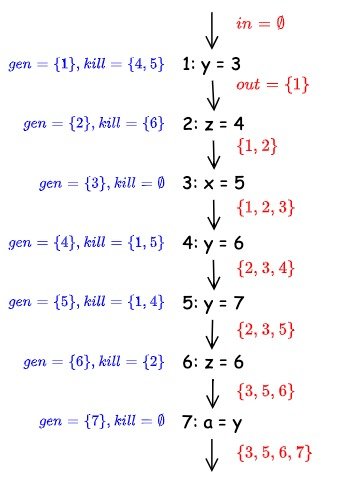 in = ∅
gen = {1}, kill = {4, 5} 1: y = 3
out = {1}
gen = {2}, kill = {6} 2: z = 4
{1, 2}
gen = {3}, kill = ∅ 3: x = 5
{1, 2, 3}
gen = {4}, kill = {1, 5} 4: y = 6
{2, 3, 4}
gen = {5}, kill = {1, 4} 5: y = 7
{2, 3, 5}
gen = {6}, kill = {2} 6: z = 6
{3, 5, 6}
gen = {7}, kill = ∅ 7: a = y
{3, 5, 6, 7}